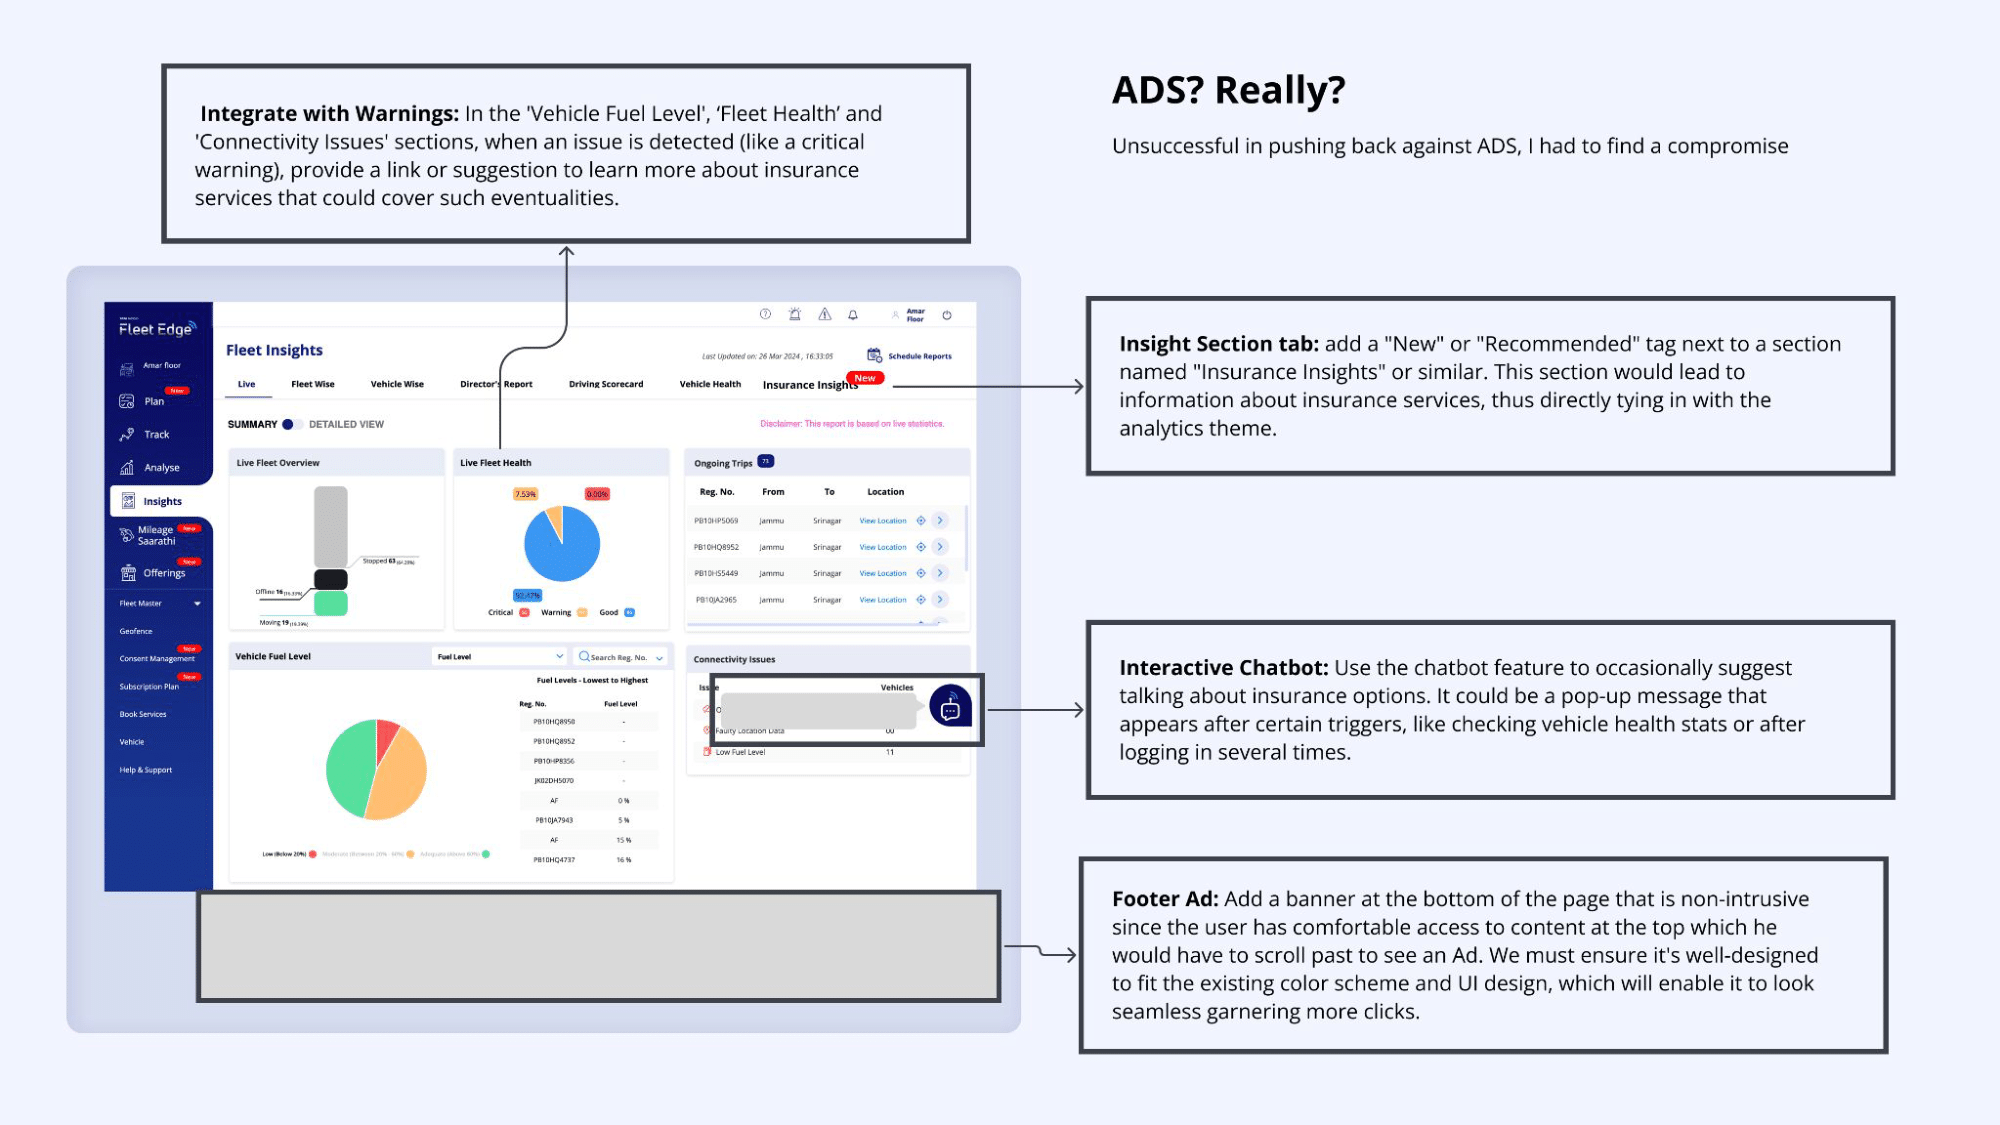 ADS? Really?
Unsuccessful in pushing back against ADS, I had to find a compromise
Integrate with Warnings: In the 'Vehicle Fuel Level', ‘Fleet Health’ and
'Connectivity Issues' sections, when an issue is detected (like a critical
warning), provide a link or suggestion to learn more about insurance
services that could cover such eventualities.
Fleet Edge
Amar floor
New
Plan
Track
Analyse
Insights
Mileage New
Saarathi
New
Offerings
Fleet Master
Geofence
New
Consent Management
New
Subscription Plan
Book Services
Vehicle
Help & Support
Amar
Floor
Fleet Insights
Last Updated on: 26 Mar 2024, 16:33:05
Schedule Reports
Live Fleet Wise Vehicle Wise Director's Report Driving Scorecard Vehicle Health Insurance Insights New
SUMMARY DETAILED VIEW
Disclaimer: This report is based on live statistics.
Live Fleet Overview
Stopped 63
Offline 16
Moving 19
Live Fleet Health
7.53% 0.00%
92.47%
Critical Warning Good
Ongoing Trips 73
Reg. No. From To Location
PB10HP5069 Jammu Srinagar View Location
PB10HQ8952 Jammu Srinagar View Location
PB10HS5449 Jammu Srinagar View Location
PB10JA2965 Jammu Srinagar View Location
Vehicle Fuel Level
Fuel Level
Search Reg. No.
Fuel Levels - Lowest to Highest
Reg. No. Fuel Level
PB10HQ8950 -
PB10HQ8952 -
PB10HP8356 -
JK02DH5070 -
AF 0 %
PB10JA7943 5 %
AF 15 %
PB10HQ4737 16 %
Low (Below 20%)
Connectivity Issues
Vehicles
Faulty Location Data 00
Low Fuel Level 11
Insight Section tab: add a "New" or "Recommended" tag next to a section
named "Insurance Insights" or similar. This section would lead to
information about insurance services, thus directly tying in with the
analytics theme.
Interactive Chatbot: Use the chatbot feature to occasionally suggest
talking about insurance options. It could be a pop-up message that
appears after certain triggers, like checking vehicle health stats or after
logging in several times.
Footer Ad: Add a banner at the bottom of the page that is non-intrusive
since the user has comfortable access to content at the top which he
would have to scroll past to see an Ad. We must ensure it's well-designed
to fit the existing color scheme and UI design, which will enable it to look
seamless garnering more clicks.